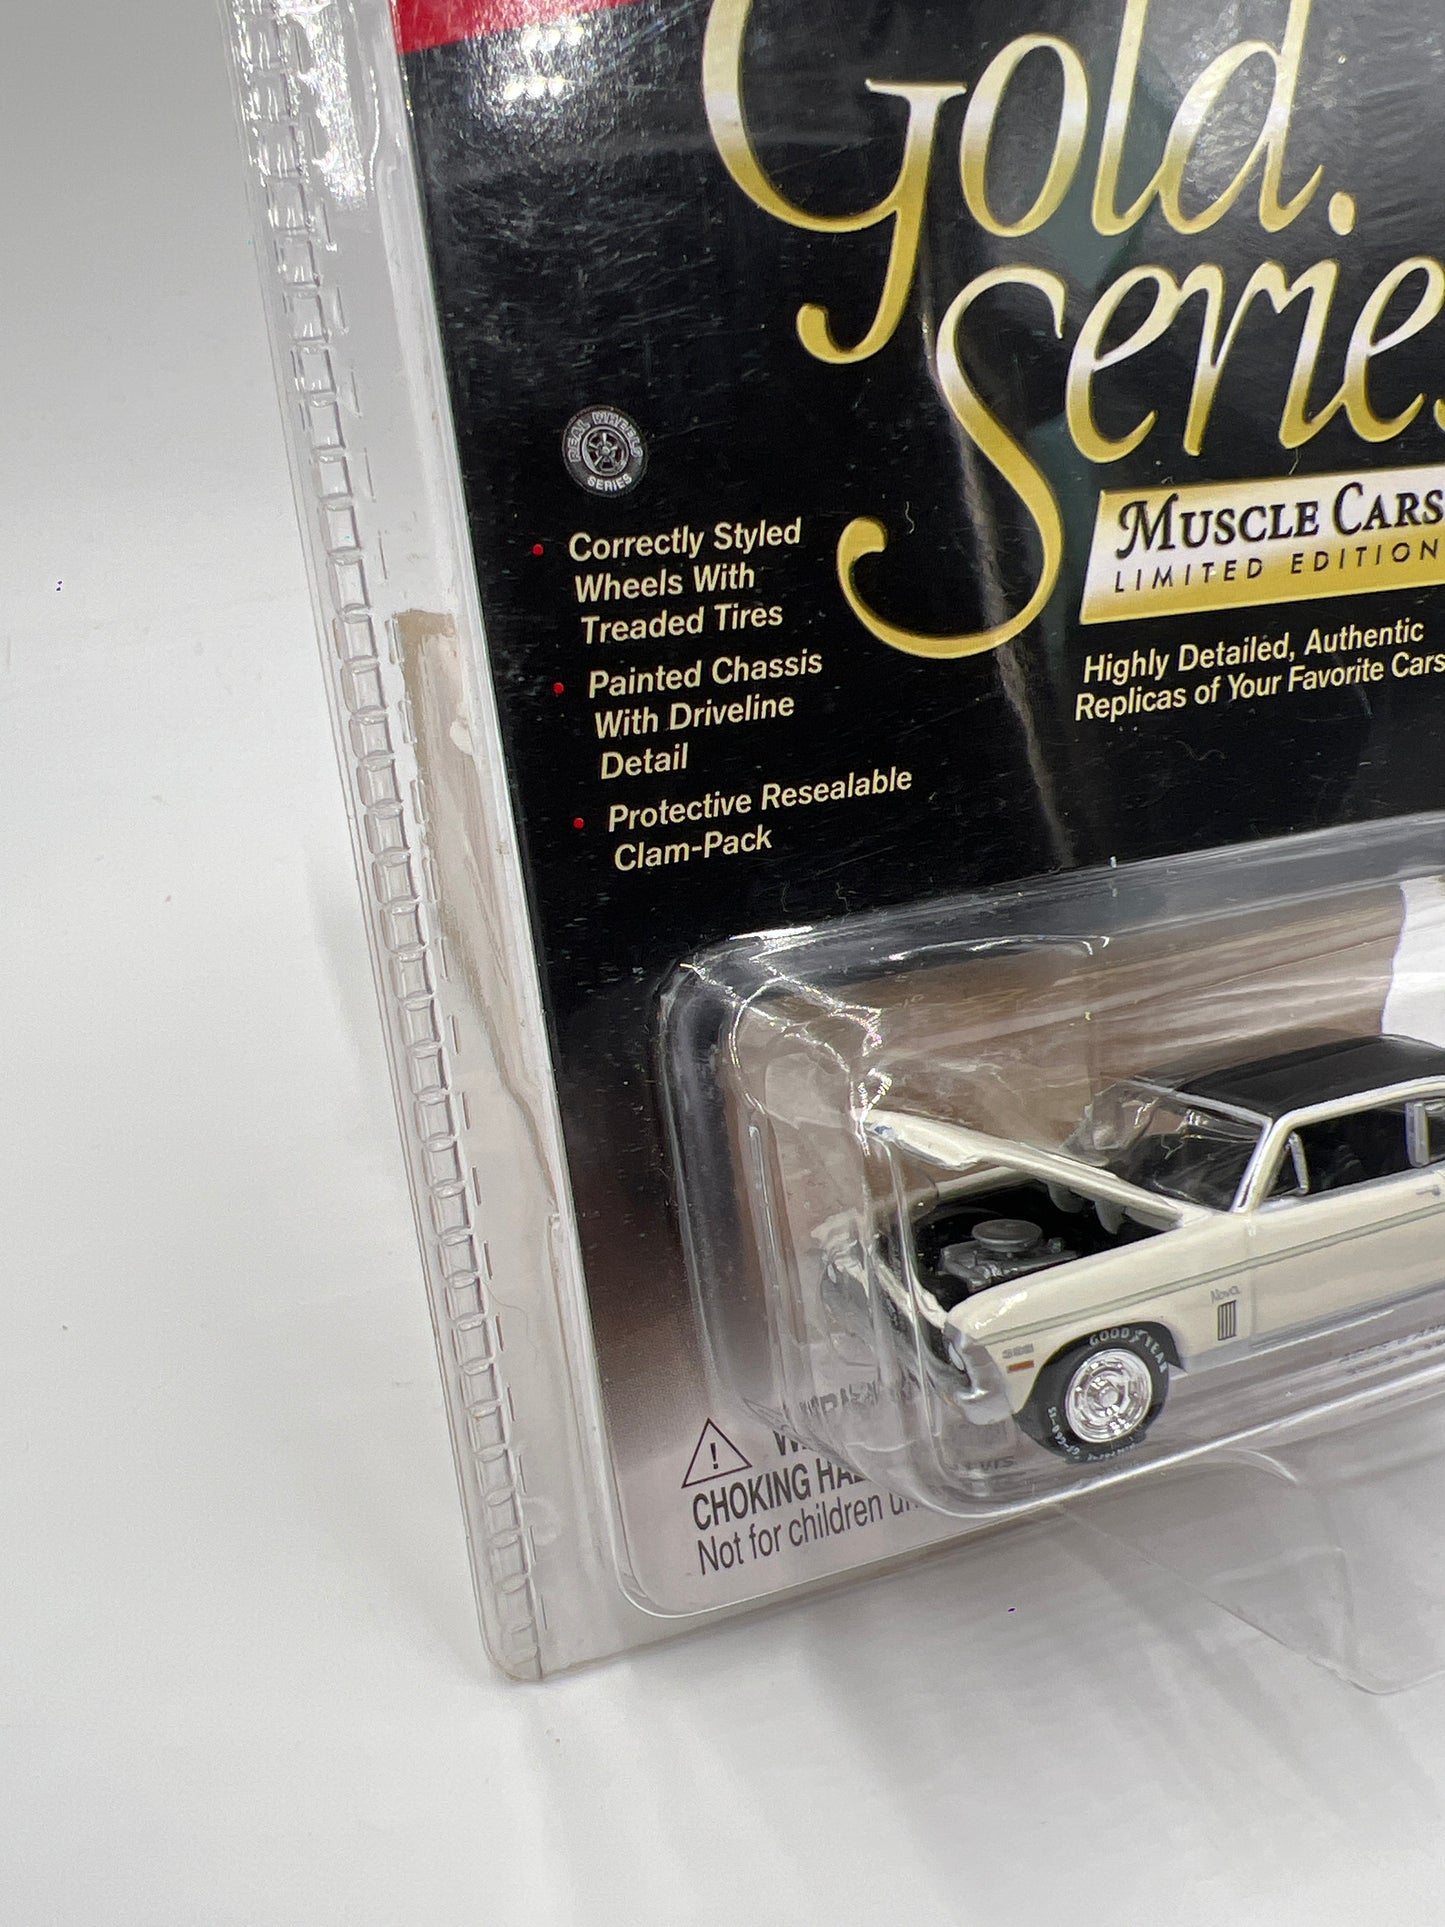 Gold.
Series
REAL WHEELS
SERIES
MUSCLE CARS
LIMITED EDITION
Highly Detailed, Authentic
Replicas of Your Favorite Cars
• Correctly Styled
Wheels With
Treaded Tires
• Painted Chassis
With Driveline
Detail
• Protective Resealable
Clam-Pack
Nova
GOODYEAR
CHOKING
Not for children